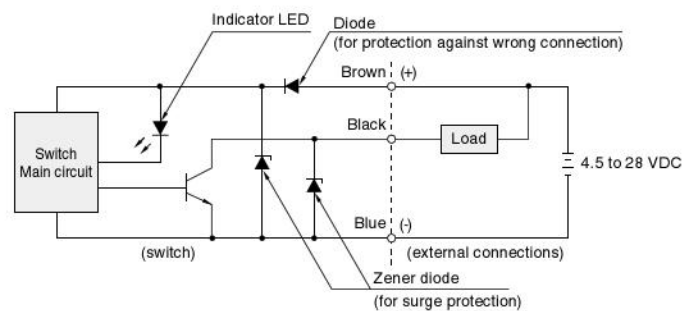 Indicator LED
Diode
(for protection against wrong connection)
Brown (+)
Black
Load
Switch
Main circuit
4.5 to 28 VDC
Blue (-)
(switch)
(external connections)
Zener diode
(for surge protection)